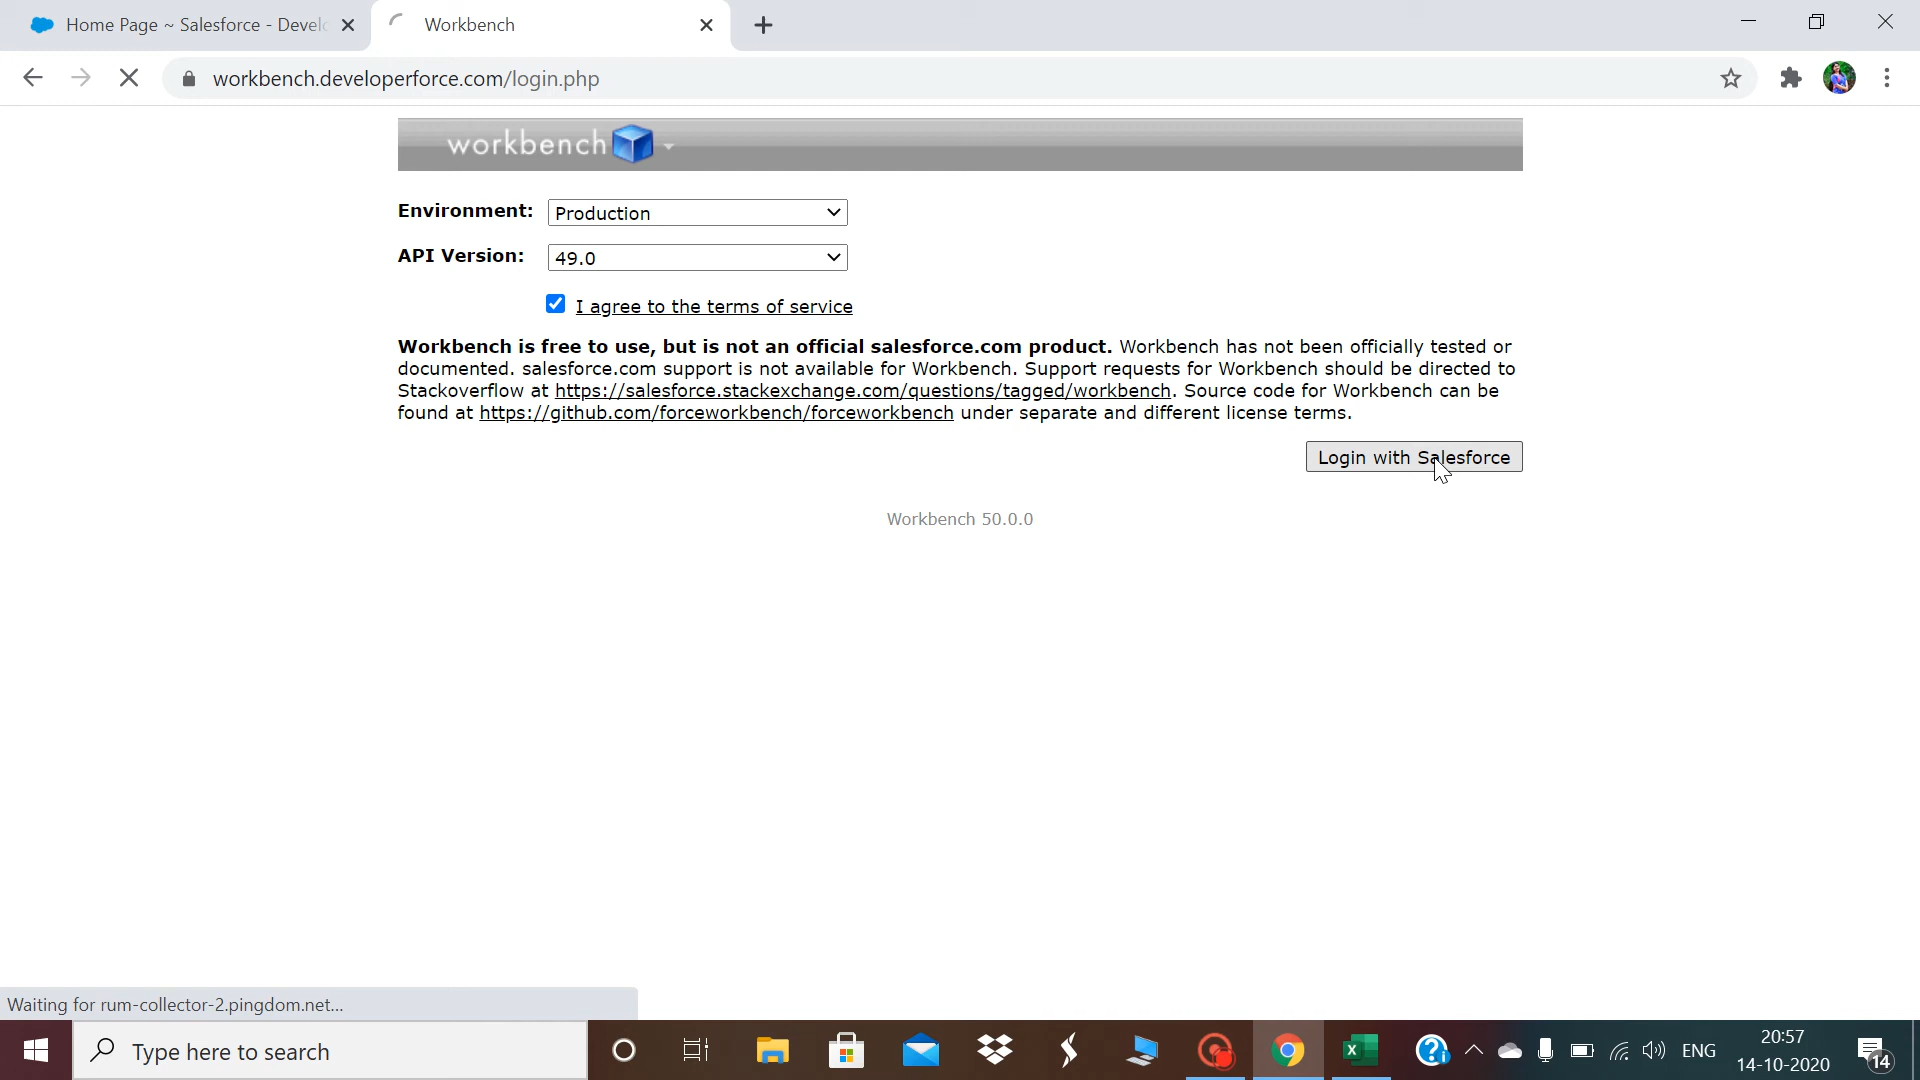 Home Page ~ Salesforce - Devel
Workbench
workbench.developerforce.com/login.php
workbench
Environment: Production
API Version: 49.0
I agree to the terms of service
Workbench is free to use, but is not an official salesforce.com product. Workbench has not been officially tested or
documented. salesforce.com support is not available for Workbench. Support requests for Workbench should be directed to
Stackoverflow at https://salesforce.stackexchange.com/questions/tagged/workbench. Source code for Workbench can be
found at https://github.com/forceworkbench/forceworkbench under separate and different license terms.
Login with Salesforce
Workbench 50.0.0
Waiting for rum-collector-2.pingdom.net...
Type here to search
ENG
20:57
14-10-2020
14